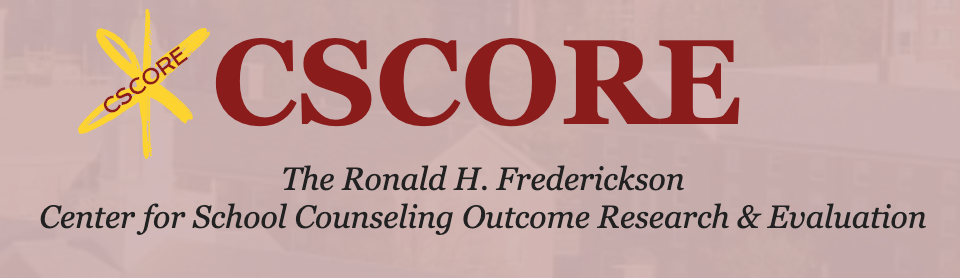 CSCORE
CSCORE
The Ronald H. Frederickson
Center for School Counseling Outcome Research & Evaluation